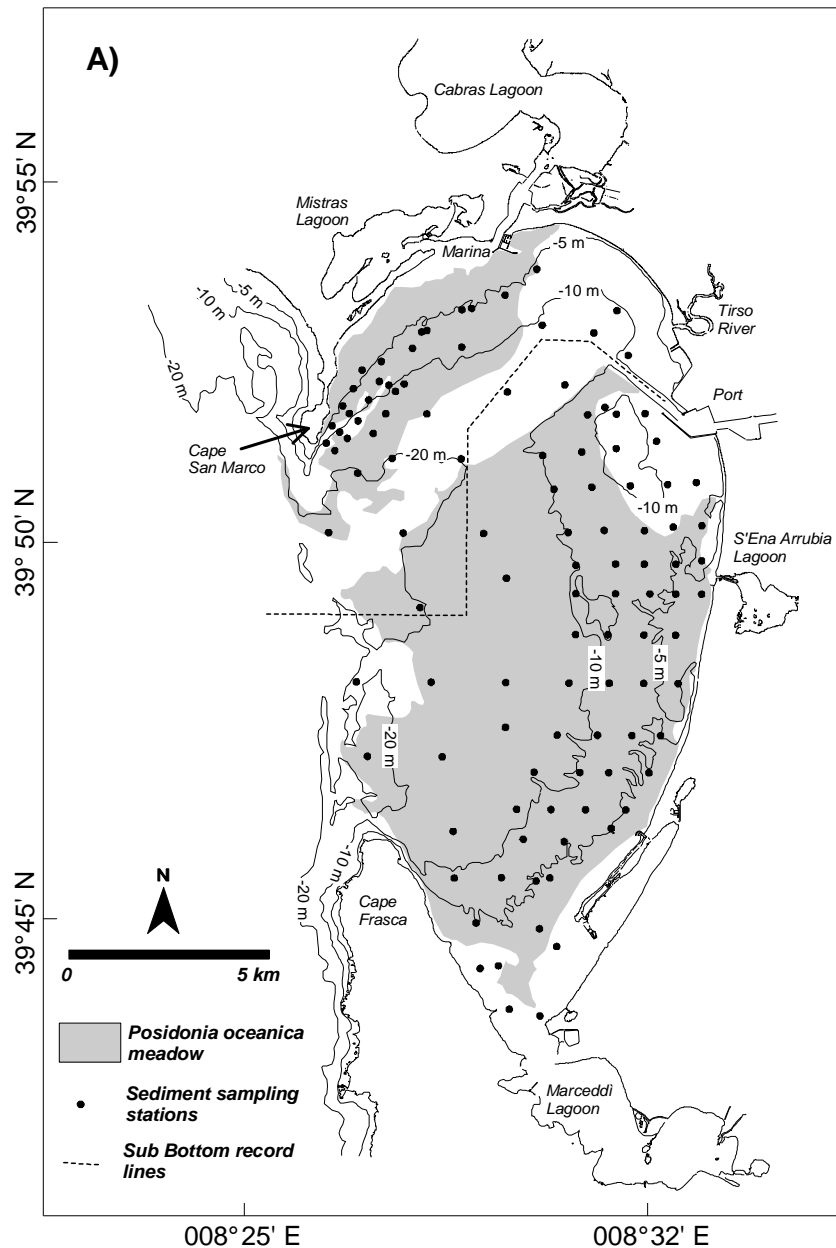 A)
Cabras Lagoon
39°55' N
Mistras
Lagoon
Marina
-5 m
-10 m
-5 m
-10 m
-20 m
Tirso
River
Port
Cape
San Marco
-20 m
-10 m
39° 50' N
S'Ena Arrubia
Lagoon
-10 m
-5 m
-20 m
-10 m
-20 m
N
Cape
Frasca
39°45' N
0
5 km
Posidonia oceanica
meadow
Sediment sampling
stations
Marceddì
Lagoon
Sub Bottom record
lines
008°25' E
008°32' E